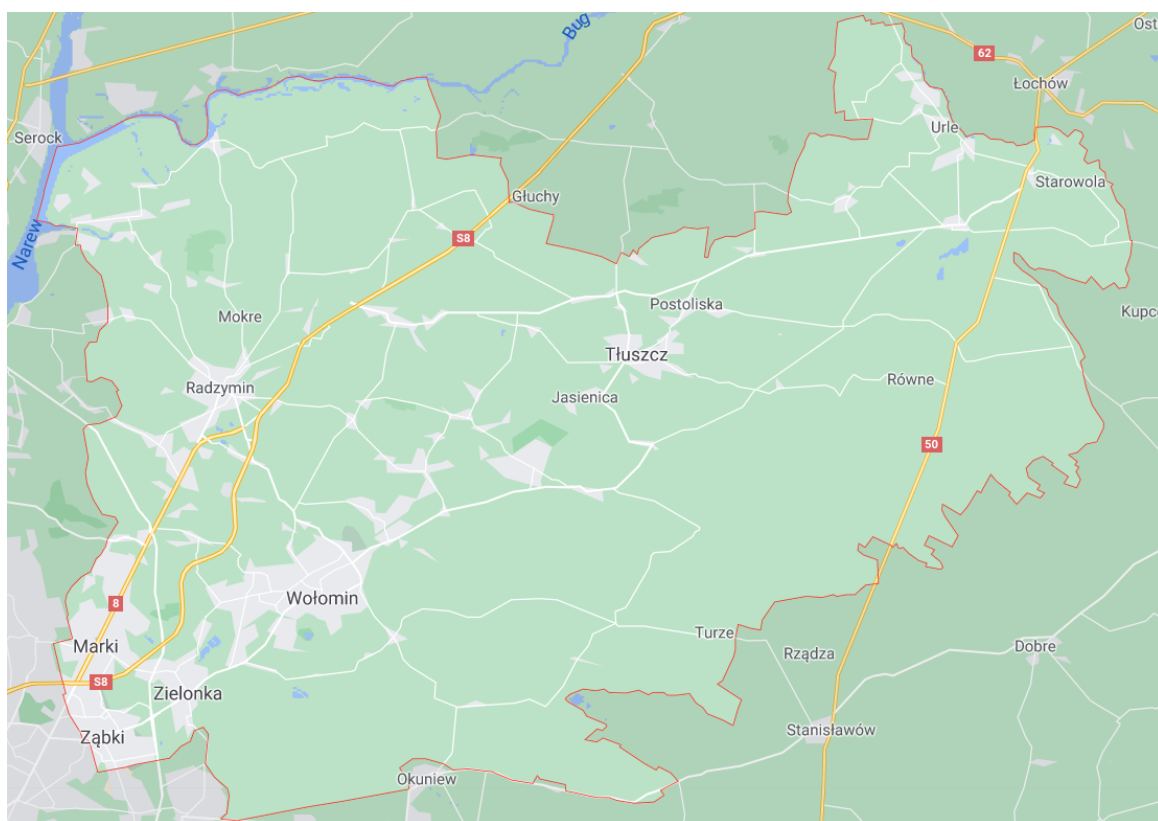 Bug
62
Ost
Łochów
Serock
Urle
Starowola
Głuchy
Narew
S8
Postoliska
Mokre
Kupce
Tłuszcz
Radzymin
Jasienica
Równe
50
Wołomin
8
Marki
Turze
Rządza
Dobre
S8
Zielonka
Ząbki
Stanisławów
Okuniew